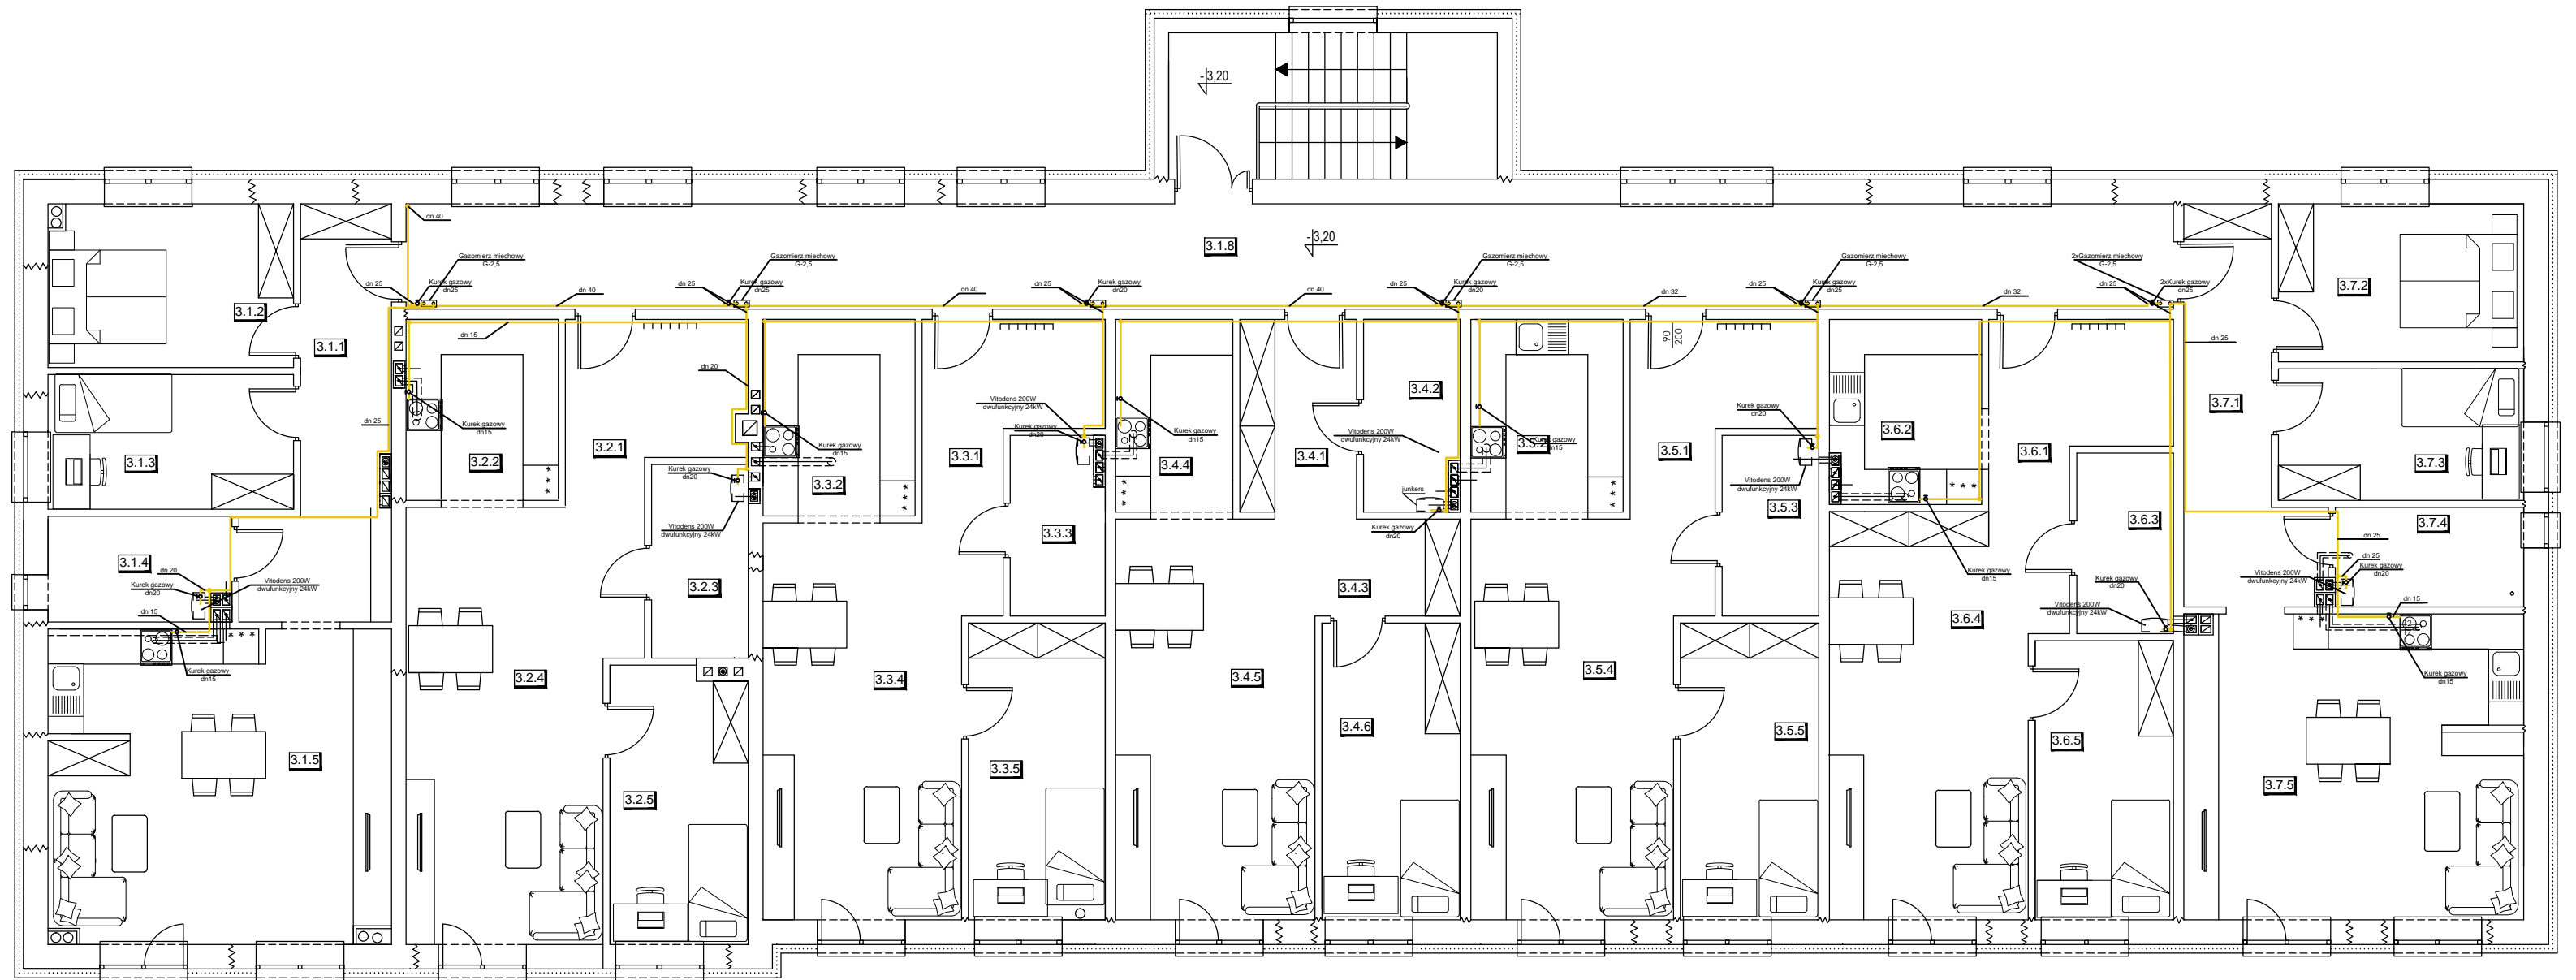 -3,20
dn 40
3.1.8
-3,20
Gazomierz miechowy
G-2,5
Gazomierz miechowy
G-2,5
Gazomierz miechowy
G-2,5
Gazomierz miechowy
G-2,5
2xGazomierz miechowy
G-2,5
dn 25
Kurek gazowy
dn25
dn 40
dn 25
Kurek gazowy
dn25
dn 40
dn 25
Kurek gazowy
dn20
dn 40
dn 25
Kurek gazowy
dn20
dn 32
dn 25
Kurek gazowy
dn25
dn 32
dn 25
2xKurek gazowy
dn25
3.7.2
3.1.2
3.1.1
dn 15
90
200
dn 25
dn 20
3.4.2
3.7.1
Vitodens 200W
dwufunkcyjny 24kW
Kurek gazowy
dn20
Kurek gazowy
dn20
dn 25
Kurek gazowy
dn15
Kurek gazowy
dn15
Kurek gazowy
dn15
Vitodens 200W
dwufunkcyjny 24kW
3.5.2
Kurek gazowy
dn15
3.6.2
3.1.3
3.2.2
3.2.1
3.3.1
3.4.4
3.4.1
3.5.1
3.6.1
3.7.3
Kurek gazowy
dn20
3.3.2
junkers
Vitodens 200W
dwufunkcyjny 24kW
3.5.3
3.6.3
3.7.4
Vitodens 200W
dwufunkcyjny 24kW
3.3.3
Kurek gazowy
dn20
dn 25
3.1.4
dn 20
Kurek gazowy
dn20
Vitodens 200W
dwufunkcyjny 24kW
3.2.3
3.4.3
Kurek gazowy
dn15
Kurek gazowy
dn20
Vitodens 200W
dwufunkcyjny 24kW
dn 25
Kurek gazowy
dn20
dn 15
Vitodens 200W
dwufunkcyjny 24kW
dn 15
3.6.4
Kurek gazowy
dn15
3.2.4
3.3.4
3.4.5
3.5.4
Kurek gazowy
dn15
3.1.5
3.3.5
3.4.6
3.5.5
3.6.5
3.2.5
3.7.5